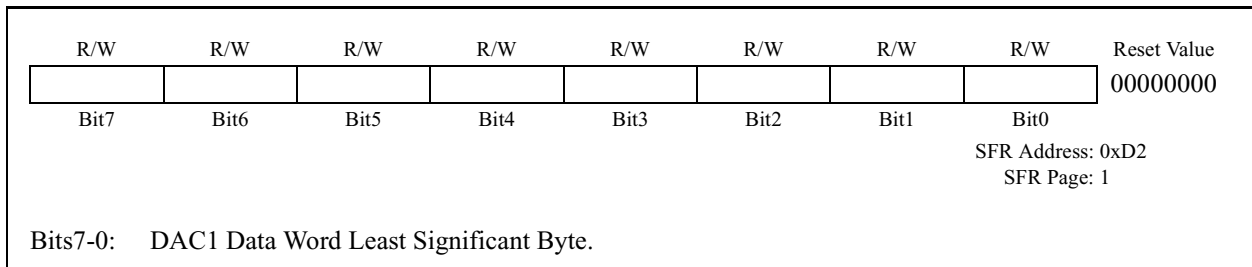 R/W R/W R/W R/W R/W R/W R/W R/W Reset Value
00000000
Bit7 Bit6 Bit5 Bit4 Bit3 Bit2 Bit1 Bit0
SFR Address: 0xD2
SFR Page: 1
Bits7-0: DAC1 Data Word Least Significant Byte.